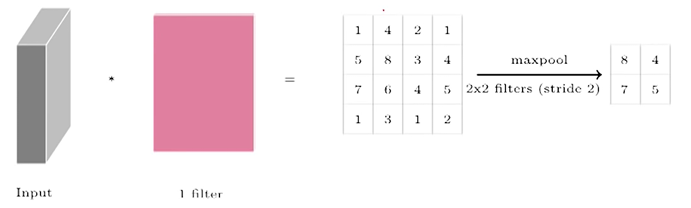 1 4 2 1
5 8 3 4
7 6 4 5
1 3 1 2
*
=
maxpool
2x2 filters (stride 2)
8 4
7 5
Input
1 filter